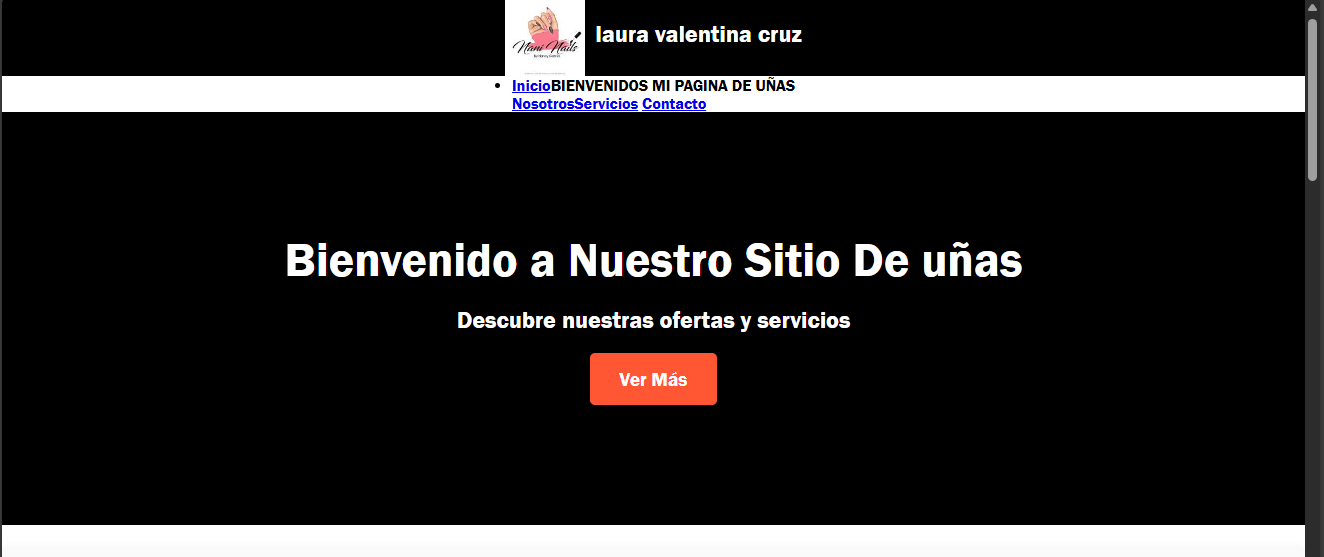 Nani Nails
laura valentina cruz
InicioBIENVENIDOS MI PAGINA DE UÑAS
NosotrosServicios Contacto
Bienvenido a Nuestro Sitio De uñas
Descubre nuestras ofertas y servicios
Ver Más